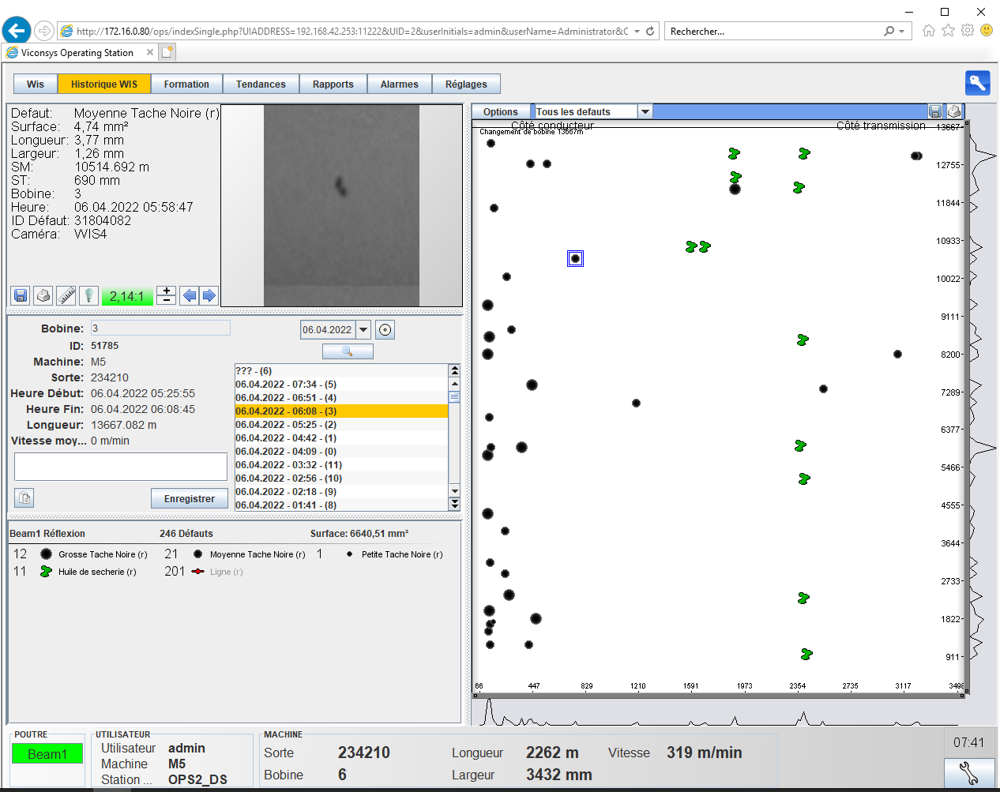 http://172.16.0.80/ops/indexSingle.php?UIADDRESS=192.168.42.253:11222&UID=2&userInitials=admin&userName=Administrator&C
Rechercher...
Viconsys Operating Station
Wis
Historique WIS
Formation
Tendances
Rapports
Alarmes
Réglages
Defaut: Moyenne Tache Noire (r)
Surface: 4,74 mm²
Longueur: 3,77 mm
Largeur: 1,26 mm
SM: 10514.692 m
ST: 690 mm
Bobine: 3
Heure: 06.04.2022 05:58:47
ID Défaut: 31804082
Caméra: WIS4
2,14:1
Bobine: 3
ID: 51785
Machine: M5
Sorte: 234210
Heure Début: 06.04.2022 05:25:55
Heure Fin: 06.04.2022 06:08:45
Longueur: 13667.082 m
Vitesse moy... 0 m/min
Enregistrer
06.04.2022
??? - (6)
06.04.2022 - 07:34 - (5)
06.04.2022 - 06:51 - (4)
06.04.2022 - 06:08 - (3)
06.04.2022 - 05:25 - (2)
06.04.2022 - 04:42 - (1)
06.04.2022 - 04:09 - (0)
06.04.2022 - 03:32 - (11)
06.04.2022 - 02:56 - (10)
06.04.2022 - 02:18 - (9)
06.04.2022 - 01:41 - (8)
Beam1 Réflexion 246 Défauts Surface: 6640,51 mm²
12 Grosse Tache Noire (r) 21 Moyenne Tache Noire (r) 1 Petite Tache Noire (r)
11 Huile de secherie (r) 201 Ligne (r)
Options
Tous les defauts
Côté conducteur
Côté transmission
Changement de bobine 13667m
13667
12755
11844
10933
10022
9111
8200
7289
6377
5466
4555
3644
2733
1822
911
66 447 829 1210 1591 1973 2354 2735 3117 3498
POUTRE
Beam1
UTILISATEUR
Utilisateur admin
Machine M5
Station ... OPS2_DS
MACHINE
Sorte 234210 Longueur 2262 m Vitesse 319 m/min
Bobine 6 Largeur 3432 mm
07:41